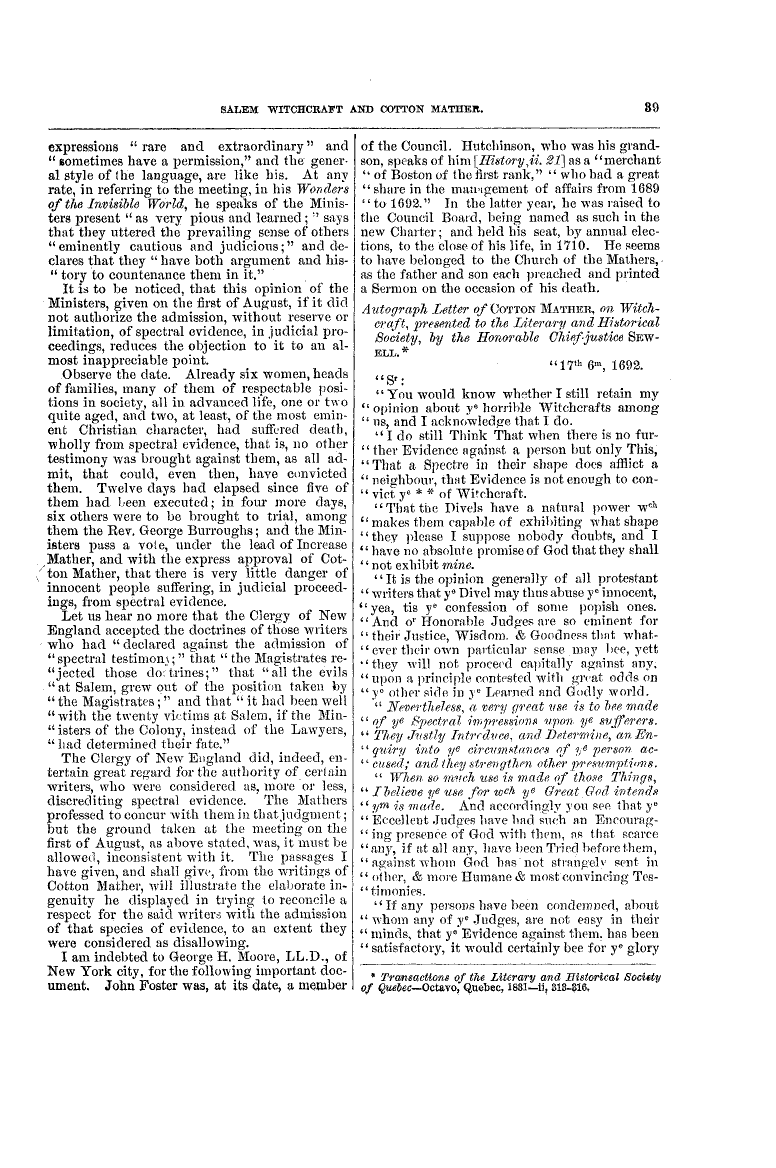 SALEM WITCHCRAFT AND COTTON MATHER. 39
expressions “ rare and extraordinary” and
“ sometimes have a permission,” and the gener-
al style of the language, are like his. At any
rate, in referring to the meeting, in his Wonders
of the Invisible World, he speaks of the Minis-
ters present “ as very pious and learned ; ” says
that they uttered the prevailing sense of others
“ eminently cautious and judicious ;” and de-
clares that they “ have both argument and his-
“ tory to countenance them in it.”
It is to be noticed, that this opinion of the
Ministers, given on the first of August, if it did
not authorize the admission, without reserve or
limitation, of spectral evidence, in judicial pro-
ceedings, reduces the objection to it to an al-
most inappreciable point.
Observe the date. Already six women, heads
of families, many of them of respectable posi-
tions in society, all in advanced life, one or two
quite aged, and two, at least, of the most emin-
ent Christian character, had suffered death,
wholly from spectral evidence, that is, no other
testimony was brought against them, as all ad-
mit, that could, even then, have convicted
them. Twelve days had elapsed since five of
them had been executed; in four more days,
six others were to be brought to trial, among
them the Rev. George Burroughs ; and the Min-
isters pass a vote, under the lead of Increase
Mather, and with the express approval of Cot-
ton Mather, that there is very little danger of
innocent people suffering, in judicial proceed-
ings, from spectral evidence.
Let us hear no more that the Clergy of New
England accepted the doctrines of those writers
who had “ declared against the admission of
“ spectral testimony ;” that “ the Magistrates re-
“jected those doctrines;” that “all the evils
“ at Salem, grew out of the position taken by
“ the Magistrates ;” and that “ it had been well
“ with the twenty victims at Salem, if the Min-
“ isters of the Colony, instead of the Lawyers,
“ had determined their fate.”
The Clergy of New England did, indeed, en-
tertain great regard for the authority of certain
writers, who were considered as, more or less,
discrediting spectral evidence. The Mathers
professed to concur with them in that judgment ;
but the ground taken at the meeting on the
first of August, as above stated, was, it must be
allowed, inconsistent with it. The passages I
have given, and shall give, from the writings of
Cotton Mather, will illustrate the elaborate in-
genuity he displayed in trying to reconcile a
respect for the said writers with the admission
of that species of evidence, to an extent they
were considered as disallowing.
I am indebted to George H. Moore, LL.D., of
New York city, for the following important doc-
ument. John Foster was, at its date, a member
of the Council. Hutchinson, who was his grand-
son, speaks of him [History, ii. 21] as a “merchant
“ of Boston of the first rank,” “ who had a great
“ share in the management of affairs from 1689
“ to 1692.” In the latter year, he was raised to
the Council Board, being named as such in the
new Charter ; and held his seat, by annual elec-
tions, to the close of his life, in 1710. He seems
to have belonged to the Church of the Mathers,
as the father and son each preached and printed
a Sermon on the occasion of his death.
Autograph Letter of COTTON MATHER, on Witch-
craft, presented to the Literary and Historical
Society, by the Honorable Chief-justice SEW-
ELL.*
“17th 6m, 1692.
“Sr :
“ You would know whether I still retain my
“ opinion about ye horrible Witchcrafts among
“ us, and I acknowledge that I do.
“ I do still Think That when there is no fur-
“ ther Evidence against a person but only This,
“ That a Spectre in their shape does afflict a
“ neighbour, that Evidence is not enough to con-
“ vict ye * * of Witchcraft.
“ That the Divels have a natural power wch
“ makes them capable of exhibiting what shape
“ they please I suppose nobody doubts, and I
“ have no absolute promise of God that they shall
“ not exhibit mine.
“ It is the opinion generally of all protestant
“ writers that ye Divel may thus abuse ye innocent,
“ yea, tis ye confession of some popish ones.
“ And or Honorable Judges are so eminent for
“ their Justice, Wisdom. & Goodness that what-
“ ever their own particular sense may bee, yett
“ they will not proceed capitally against any,
“ upon a principle contested with great odds on
“ ye other side in ye Learned and Godly world.
“ Nevertheless, a very great use is to bee made
“ of ye Spectral impressions upon ye sufferers.
“ They Justly Introduce, and Determine, an En-
“ quiry into ye circumstances of ye person ac-
“ cused; and they strengthen other presumptions.
“ When so much use is made of those Things,
“ I believe ye use for wch ye Great God intends
“ ym is made. And accordingly you see that ye
“ Eccellent Judges have had such an Encourag-
“ ing presence of God with them, as that scarce
“ any, if at all any, have been Tried before them,
“ against whom God has not strangely sent in
“ other, & more Humane & most convincing Tes-
“ timonies.
“ If any persons have been condemned, about
“ whom any of ye Judges, are not easy in their
“ minds, that ye Evidence against them. has been
“ satisfactory, it would certainly bee for ye glory
* Transactions of the Literary and Historical Society
of Quebec—Octavo, Quebec, 1831—ii, 313-316.